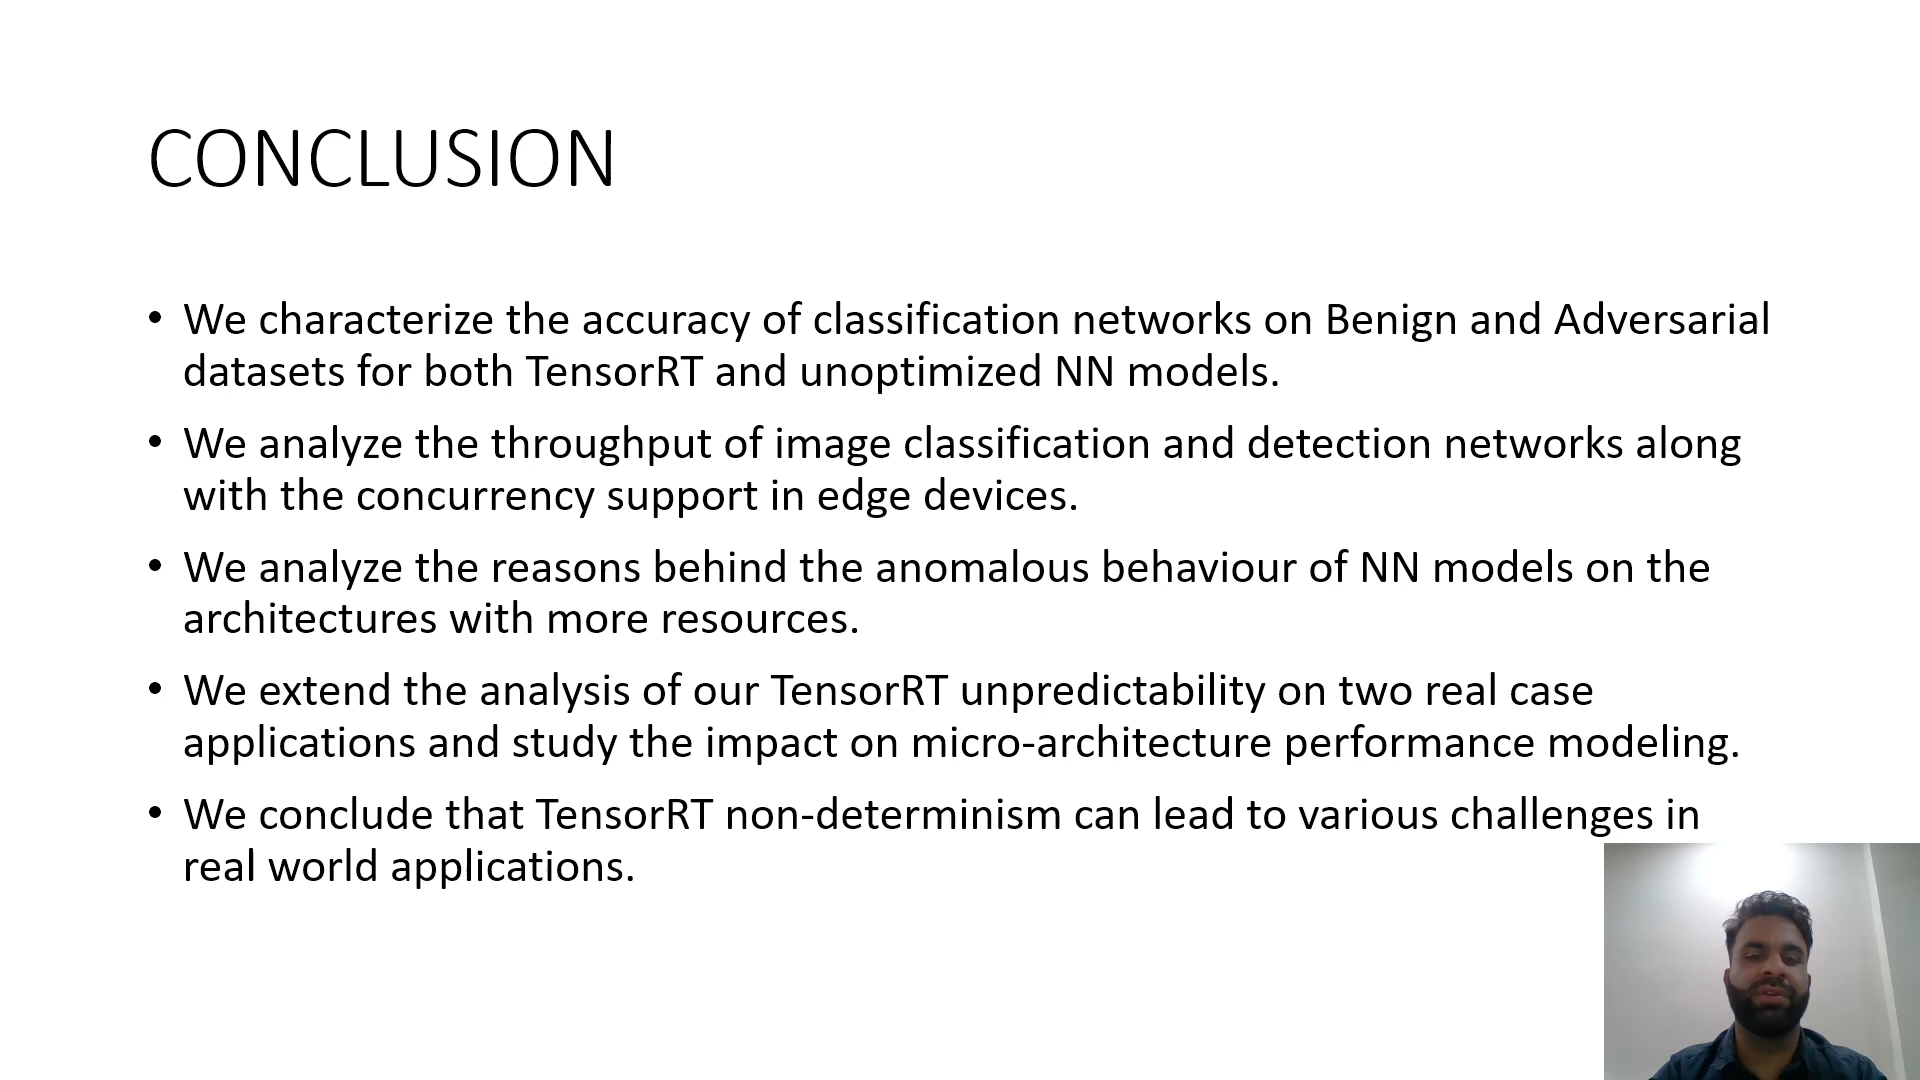 CONCLUSION
• We characterize the accuracy of classification networks on Benign and Adversarial
datasets for both TensorRT and unoptimized NN models.
• We analyze the throughput of image classification and detection networks along
with the concurrency support in edge devices.
• We analyze the reasons behind the anomalous behaviour of NN models on the
architectures with more resources.
• We extend the analysis of our TensorRT unpredictability on two real case
applications and study the impact on micro-architecture performance modeling.
• We conclude that TensorRT non-determinism can lead to various challenges in
real world applications.